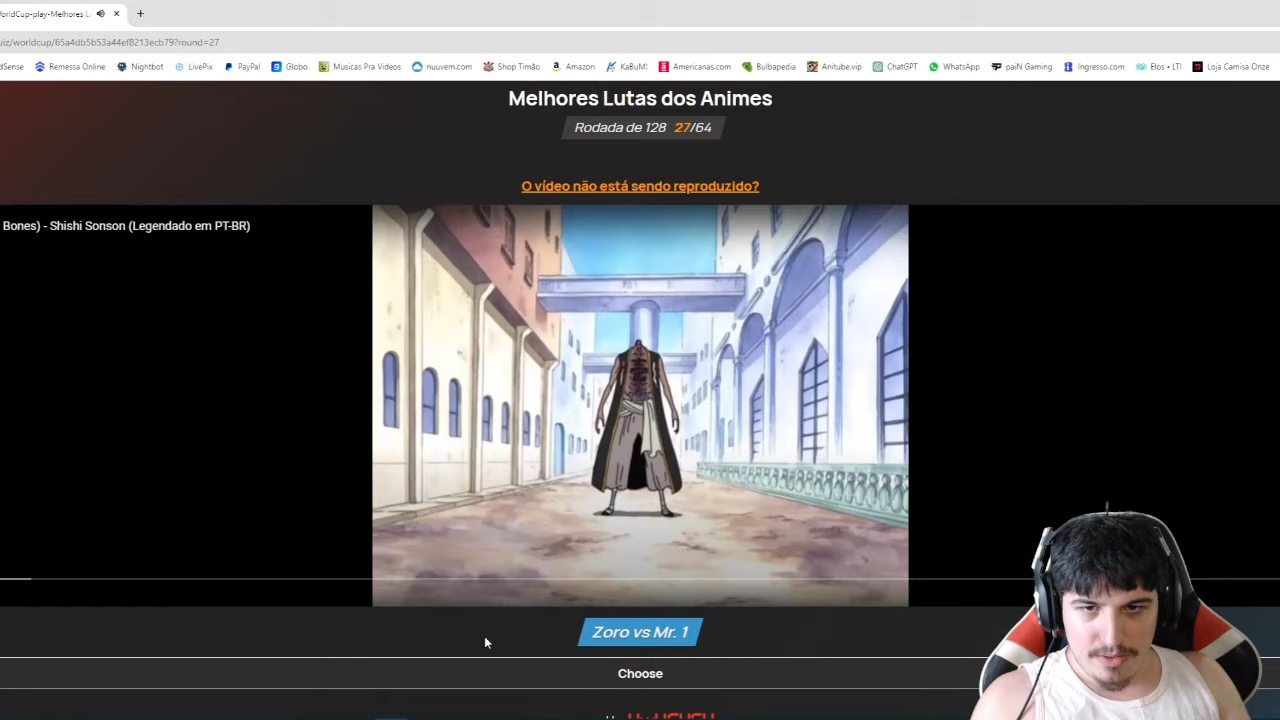 WorldCup-play-Melhores L
uiz/worldcup/65a4db5b53a44ef8213ecb79?round=27
dSense Remessa Online Nightbot LivePix PayPal Globo Musicas Pra Videos nuuvem.com Shop Timão Amazon KaBuM! Americanas.com Bulbapedia Anitube.vip ChatGPT WhatsApp paiN Gaming Ingresso.com Elos • LTI Loja Camisa Onze
Melhores Lutas dos Animes
Rodada de 128 27/64
O vídeo não está sendo reproduzido?
Bones) - Shishi Sonson (Legendado em PT-BR)
Zoro vs Mr. 1
Choose